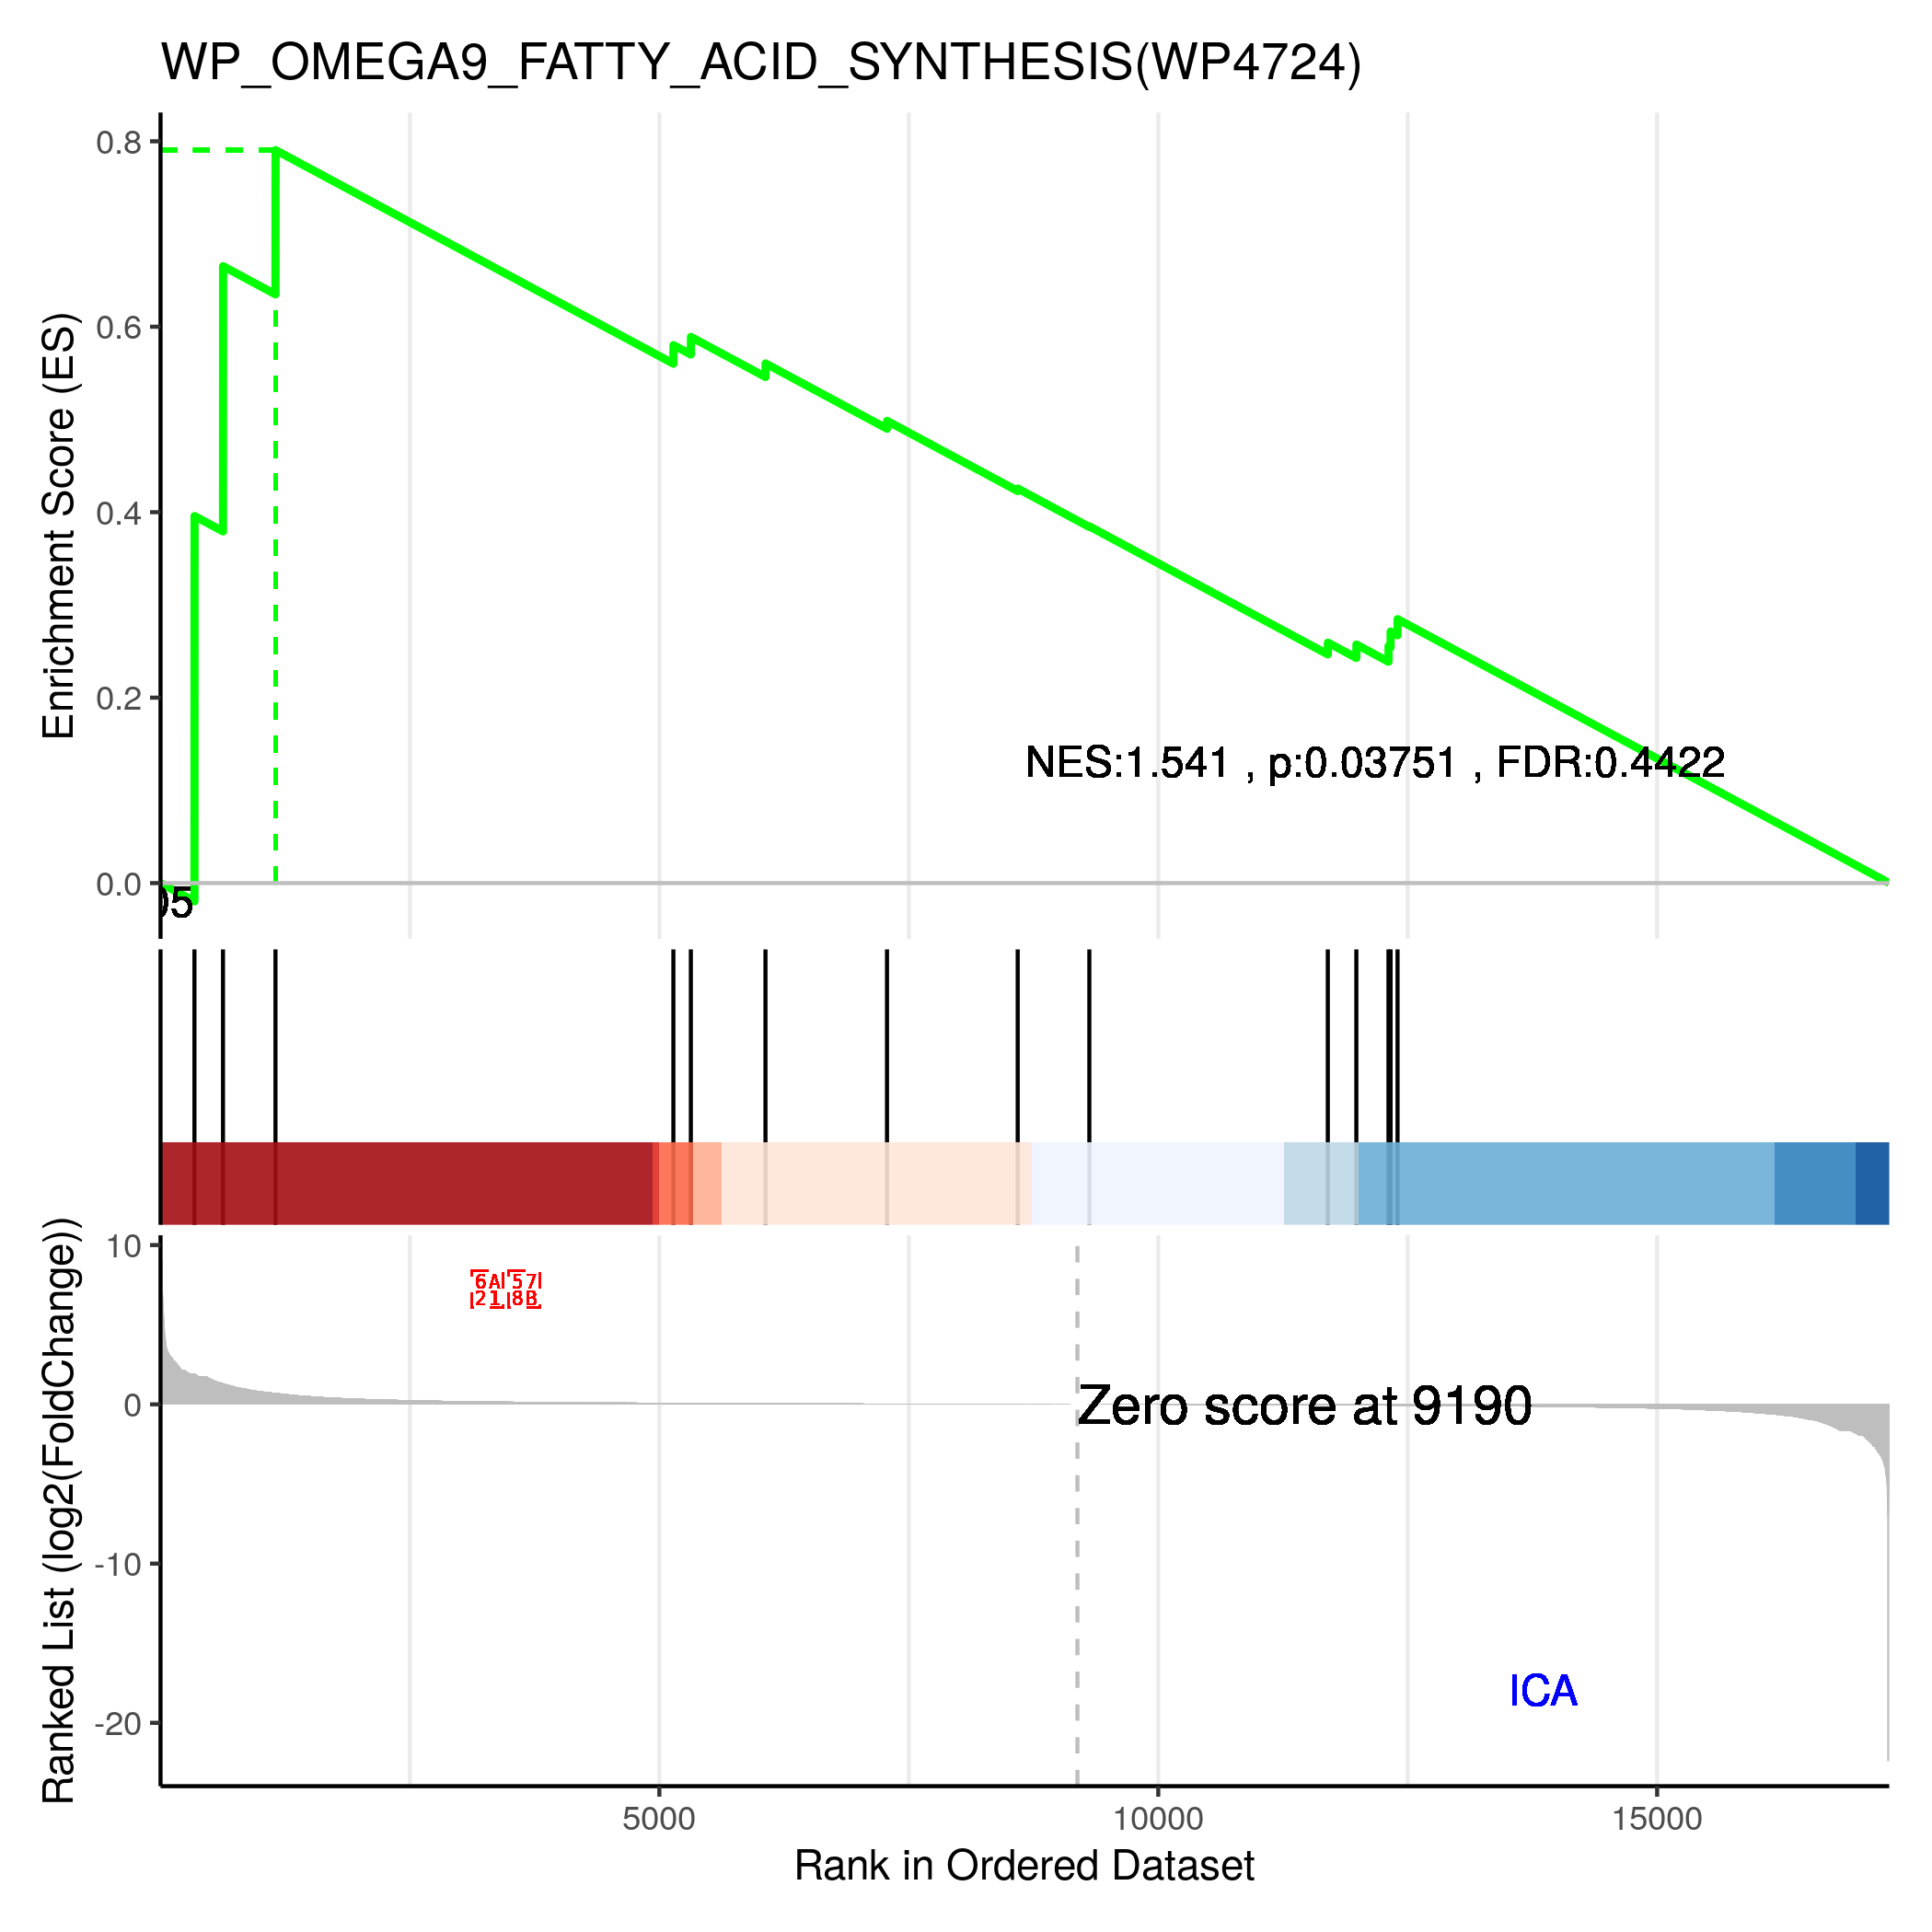 WP_OMEGA9_FATTY_ACID_SYNTHESIS(WP4724)
Enrichment Score (ES)
0.8
0.6
0.4
0.2
0.0
NES:1.541 , p:0.03751 , FDR:0.4422
Ranked List (log2(FoldChange))
10
0
-10
-20
Zero score at 9190
ICA
5000
10000
15000
Rank in Ordered Dataset